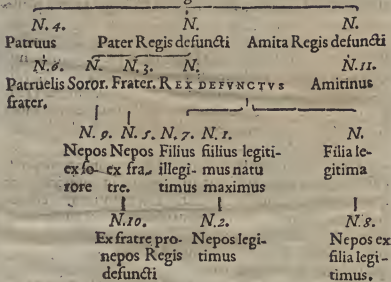 N. 4. N. N.
Patruus Pater Regis defuncti Amita Regis defuncti
N. 6. N. N. 3. N. N. 11.
Patruelis Soror. Frater. REX DEFVNCTVS Amitinus
frater.
N. 9. N. 5. N. 7. N. 1. N.
Nepos Nepos Filius fiilius legiti- Filia le-
ex so- ex fra- illegi- mus natu gitima
rore tre. timus maximus
N. 10. N. 2. N. 8.
Ex fratre pro- Nepos legi- Nepos ex
nepos Regis timus filia legi-
defuncti timus.